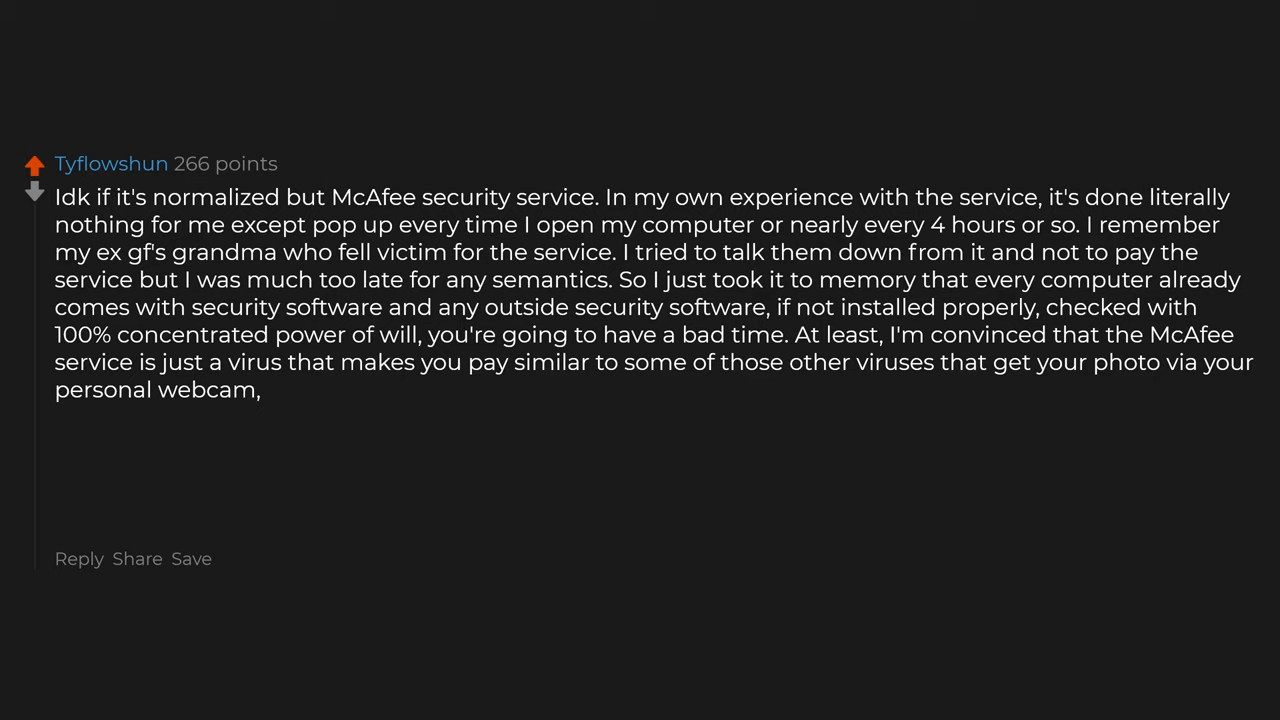 Tyflowshun 266 points
Idk if it's normalized but McAfee security service. In my own experience with the service, it's done literally
nothing for me except pop up every time I open my computer or nearly every 4 hours or so. I remember
my ex gf's grandma who fell victim for the service. I tried to talk them down from it and not to pay the
service but I was much too late for any semantics. So I just took it to memory that every computer already
comes with security software and any outside security software, if not installed properly, checked with
100% concentrated power of will, you're going to have a bad time. At least, I'm convinced that the McAfee
service is just a virus that makes you pay similar to some of those other viruses that get your photo via your
personal webcam,
Reply Share Save